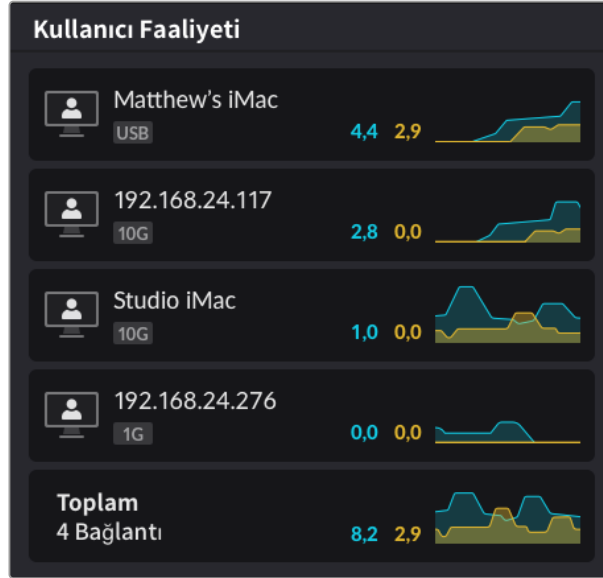 Kullanıcı Faaliyeti
Matthew’s iMac
USB 4,4 2,9
192.168.24.117
10G 2,8 0,0
Studio iMac
10G 1,0 0,0
192.168.24.276
1G 0,0 0,0
Toplam
4 Bağlantı 8,2 2,9